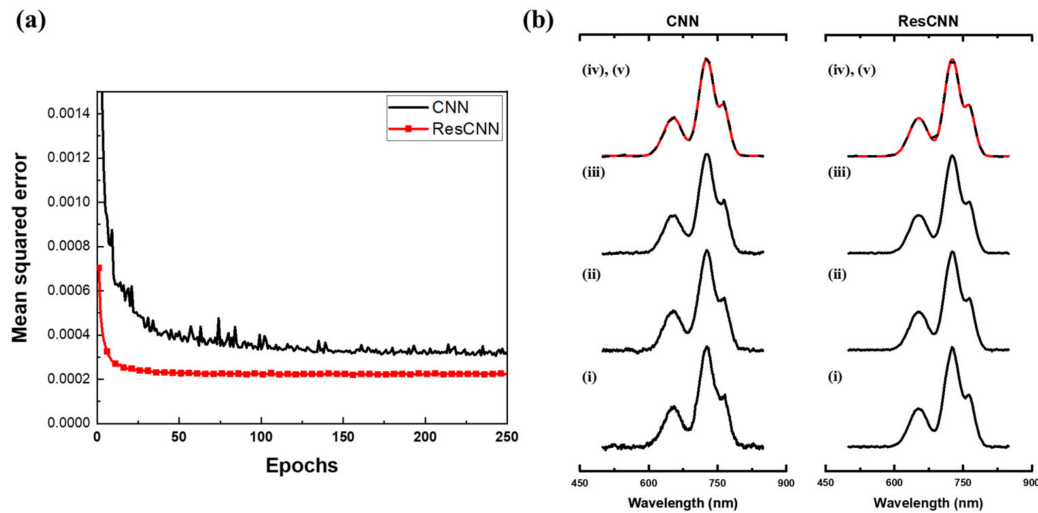 (a)
0.0014
0.0012
0.0010
0.0008
0.0006
0.0004
0.0002
0.0000
Mean squared error
CNN
ResCNN
0
50
100
150
200
250
Epochs
(b)
CNN
(iv), (v)
(iii)
(ii)
(i)
450
600
750
900
Wavelength (nm)
ResCNN
(iv), (v)
(iii)
(ii)
(i)
450
600
750
900
Wavelength (nm)